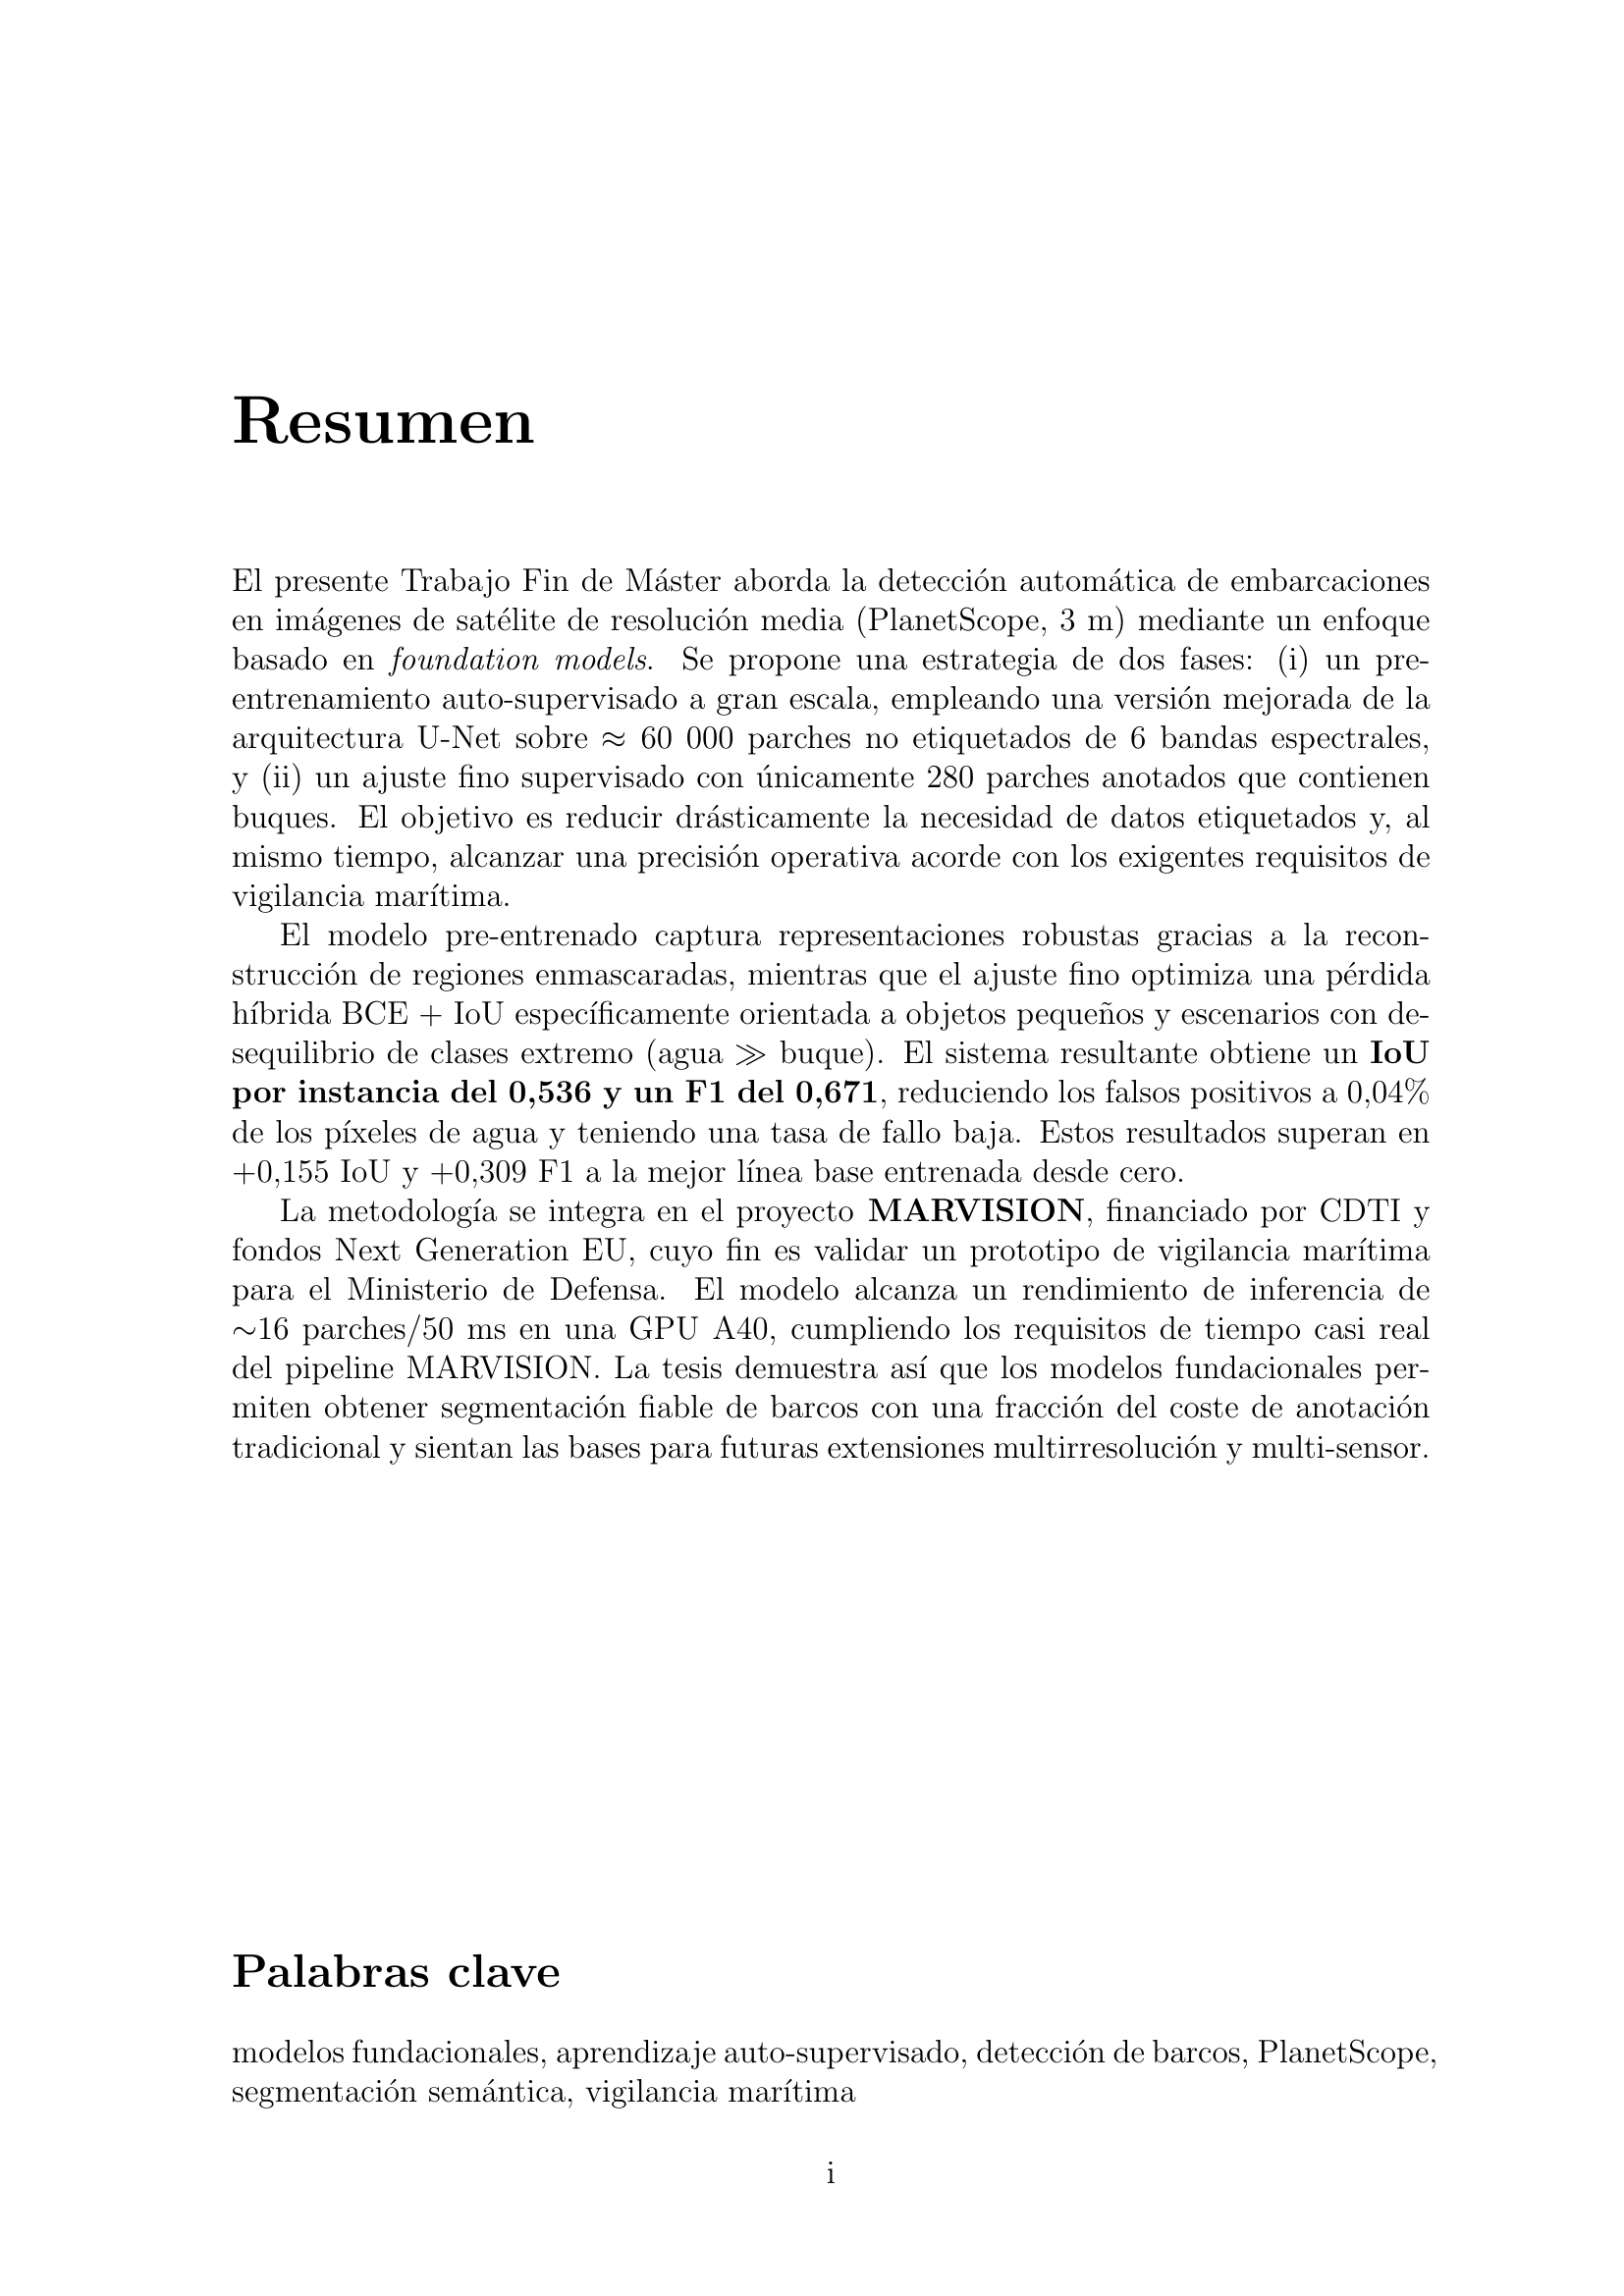 Resumen
El presente Trabajo Fin de Máster aborda la detección automática de embarcaciones
en imágenes de satélite de resolución media (PlanetScope, 3 m) mediante un enfoque
basado en foundation models. Se propone una estrategia de dos fases: (i) un pre-
entrenamiento auto-supervisado a gran escala, empleando una versión mejorada de la
arquitectura U-Net sobre ≈ 60 000 parches no etiquetados de 6 bandas espectrales,
y (ii) un ajuste fino supervisado con únicamente 280 parches anotados que contienen
buques. El objetivo es reducir drásticamente la necesidad de datos etiquetados y, al
mismo tiempo, alcanzar una precisión operativa acorde con los exigentes requisitos de
vigilancia marítima.
El modelo pre-entrenado captura representaciones robustas gracias a la recon-
strucción de regiones enmascaradas, mientras que el ajuste fino optimiza una pérdida
híbrida BCE + IoU específicamente orientada a objetos pequeños y escenarios con de-
sequilibrio de clases extremo (agua ≫ buque). El sistema resultante obtiene un IoU
por instancia del 0,536 y un F1 del 0,671, reduciendo los falsos positivos a 0,04%
de los píxeles de agua y teniendo una tasa de fallo baja. Estos resultados superan en
+0,155 IoU y +0,309 F1 a la mejor línea base entrenada desde cero.
La metodología se integra en el proyecto MARVISION, financiado por CDTI y
fondos Next Generation EU, cuyo fin es validar un prototipo de vigilancia marítima
para el Ministerio de Defensa. El modelo alcanza un rendimiento de inferencia de
∼16 parches/50 ms en una GPU A40, cumpliendo los requisitos de tiempo casi real
del pipeline MARVISION. La tesis demuestra así que los modelos fundacionales per-
miten obtener segmentación fiable de barcos con una fracción del coste de anotación
tradicional y sientan las bases para futuras extensiones multirresolución y multi-sensor.
Palabras clave
modelos fundacionales, aprendizaje auto-supervisado, detección de barcos, PlanetScope,
segmentación semántica, vigilancia marítima
i